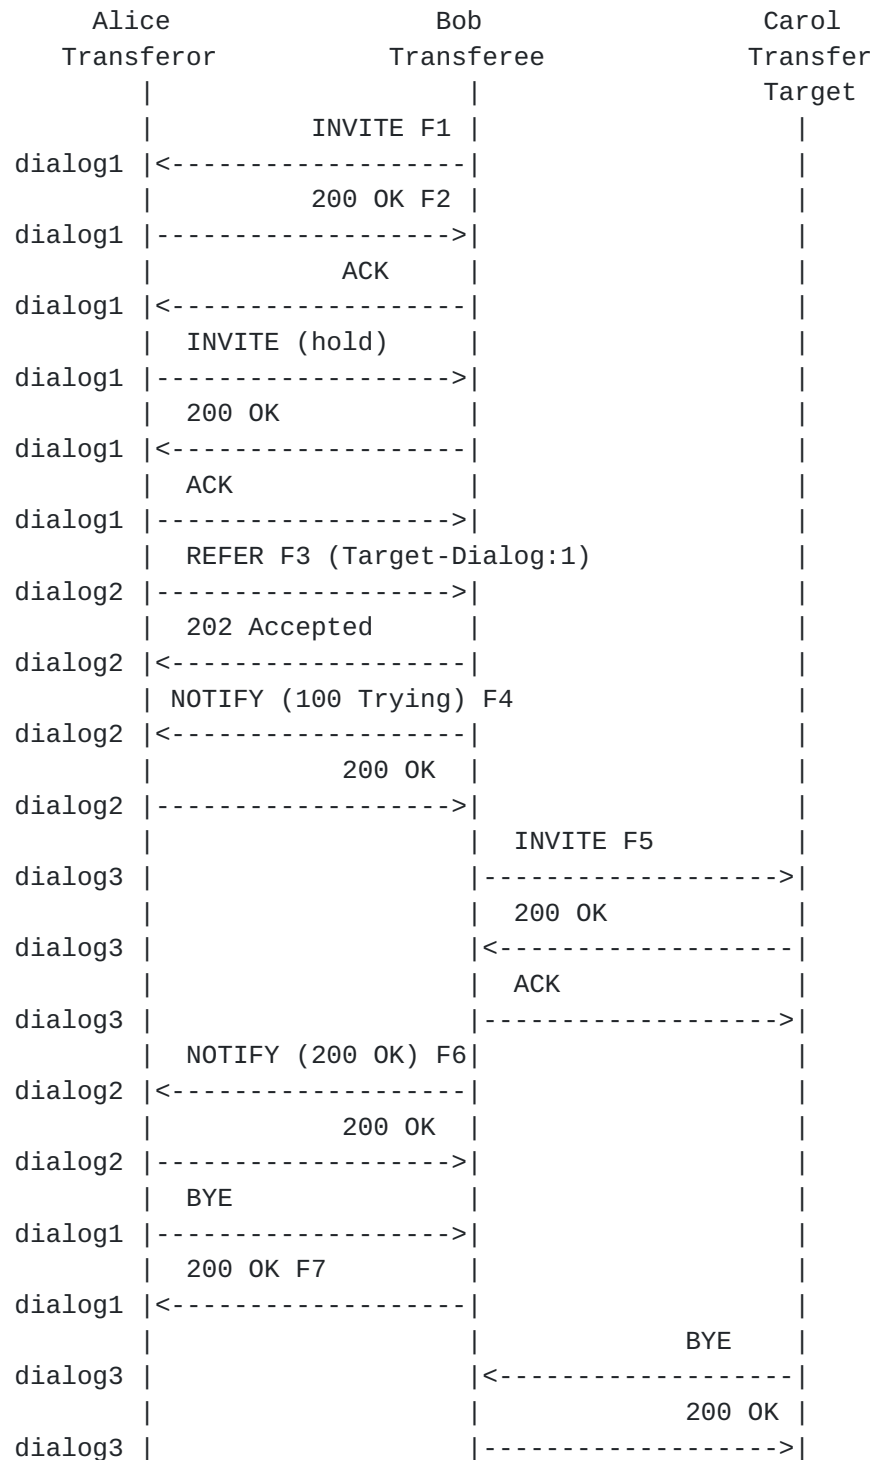 Alice                 Bob                  Carol
   Transferor           Transferee             Transfer
         |                    |                  Target
         |          INVITE F1 |                    |
 dialog1 |<-------------------|                    |
         |          200 OK F2 |                    |
 dialog1 |------------------->|                    |
         |            ACK     |                    |
 dialog1 |<-------------------|                    |
         |  INVITE (hold)     |                    |
 dialog1 |------------------->|                    |
         |  200 OK            |                    |
 dialog1 |<-------------------|                    |
         |  ACK               |                    |
 dialog1 |------------------->|                    |
         |  REFER F3 (Target-Dialog:1)             |
 dialog2 |------------------->|                    |
         |  202 Accepted      |                    |
 dialog2 |<-------------------|                    |
         | NOTIFY (100 Trying) F4                  |
 dialog2 |<-------------------|                    |
         |            200 OK  |                    |
 dialog2 |------------------->|                    |
         |                    |  INVITE F5         |
 dialog3 |                    |------------------->|
         |                    |  200 OK            |
 dialog3 |                    |<-------------------|
         |                    |  ACK               |
 dialog3 |                    |------------------->|
         |  NOTIFY (200 OK) F6|                    |
 dialog2 |<-------------------|                    |
         |            200 OK  |                    |
 dialog2 |------------------->|                    |
         |  BYE               |                    |
 dialog1 |------------------->|                    |
         |  200 OK F7         |                    |
 dialog1 |<-------------------|                    |
         |                    |             BYE    |
 dialog3 |                    |<-------------------|
         |                    |             200 OK |
 dialog3 |                    |------------------->|